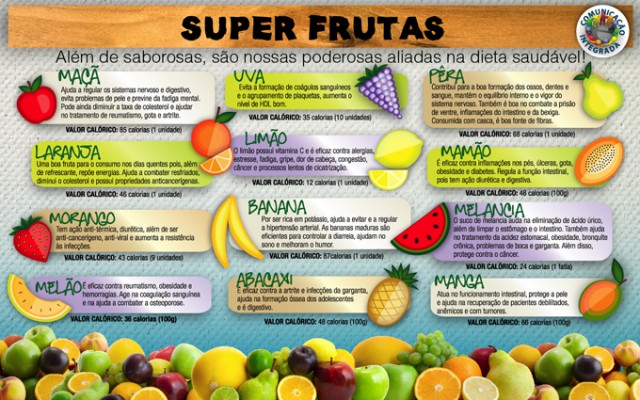 SUPER FRUTAS
COMUNICAÇÃO
INTEGRADA
Além de saborosas, são nossas poderosas aliadas na dieta saudável!
MAÇÃ
Ajuda a regular os sistemas nervoso e digestivo,
evita problemas de pele e previne da fadiga mental.
Pode ainda diminuir a taxa de colesterol e ajudar
no tratamento de reumatismo, gota e artrite.
VALOR CALÓRICO: 85 calorias (1 unidade)
UVA
Evita a formação de coágulos sanguíneos
e o agrupamento de plaquetas, aumenta o
nível de HDL bom.
VALOR CALÓRICO: 35 calorias (10 unidades)
PÊRA
Contribui para a boa formação dos ossos, dentes e
sangue, mantém o equilíbrio interno e o vigor do
sistema nervoso. Também é boa no combate a prisão
de ventre, inflamações do intestino e da bexiga.
Consumida com casca, é boa fonte de fibras.
VALOR CALÓRICO: 68 calorias (1 unidade)
LARANJA
Uma boa fruta para o consumo nos dias quentes pois, além
de refrescante, repõe energias. Ajuda a combater resfriados,
diminui o colesterol e possui propriedades anticancerígenas.
VALOR CALÓRICO: 46 calorias (1 unidade)
LIMÃO
O limão possui vitamina C e é eficaz contra alergias,
estresse, fadiga, gripe, dor de cabeça, congestão,
câncer e processos lentos de cicatrização.
VALOR CALÓRICO: 12 calorias (1 unidade)
MAMÃO
É eficaz contra inflamações nos pés, úlceras, gota,
obesidade e diabetes. Regula a função intestinal,
pois tem ação diurética e digestiva.
VALOR CALÓRICO: 46 calorias (100g)
MORANGO
Tem ação anti-térmica, diurética, além de ser
anti-cancerígeno, anti-viral e aumenta a resistência
às infecções.
VALOR CALÓRICO: 43 calorias (9 unidades)
BANANA
Por ser rica em potássio, ajuda a evitar e a regular
a hipertensão arterial. As bananas maduras são
eficientes para controlar a diarreia, ajudam no
sono e melhoram o humor.
VALOR CALÓRICO: 87calorias (1 unidade)
MELANCIA
O suco de melancia auxilia na eliminação de ácido úrico,
além de limpar o estômago e o intestino. Também ajuda
no tratamento da acidez estomacal, obesidade, bronquite
crônica, problemas de boca e garganta. Além disso,
protege contra o câncer.
VALOR CALÓRICO: 24 calorias (1 fatia)
MELÃO
É eficaz contra reumatismo, obesidade e
hemorragias. Age na coagulação sanguínea
e na ajuda a combater a osteoporose.
VALOR CALÓRICO: 36 calorias (100g)
ABACAXI
É eficaz contra a artrite e infecções da garganta,
ajuda na formação óssea dos adolescentes
e é digestivo.
VALOR CALÓRICO: 48 calorias (100g)
MANGA
Atua no funcionamento intestinal, protege a pele
e ajuda na recuperação de pacientes debilitados,
anêmicos e com tumores.
VALOR CALÓRICO: 66 calorias (100g)